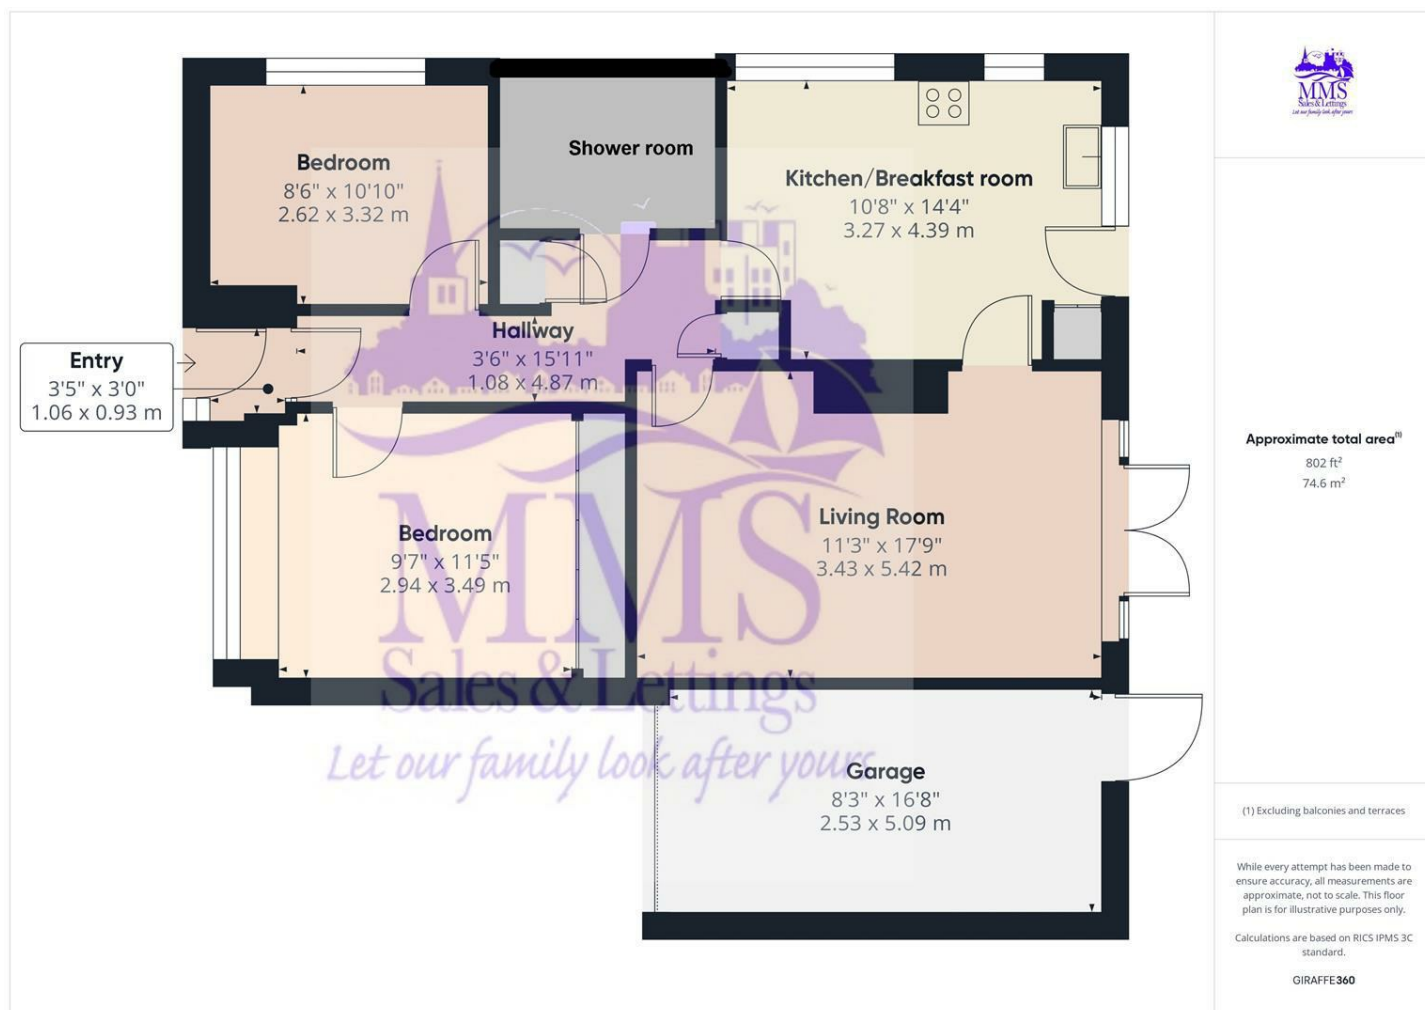 Bedroom
8'6" x 10'10"
2.62 x 3.32 m
Shower room
Kitchen/Breakfast room
10'8" x 14'4"
3.27 x 4.39 m
Hallway
3'6" x 15'11"
1.08 x 4.87 m
Entry
3'5" x 3'0"
1.06 x 0.93 m
Bedroom
9'7" x 11'5"
2.94 x 3.49 m
Living Room
11'3" x 17'9"
3.43 x 5.42 m
Garage
8'3" x 16'8"
2.53 x 5.09 m
MMS
Sales & Lettings
Let our family look after yours
MMS
Sales & Lettings
Let our family look after yours
Approximate total area(1)
802 ft²
74.6 m²
(1) Excluding balconies and terraces
While every attempt has been made to
ensure accuracy, all measurements are
approximate, not to scale. This floor
plan is for illustrative purposes only.
Calculations are based on RICS IPMS 3C
standard.
GIRAFFE360